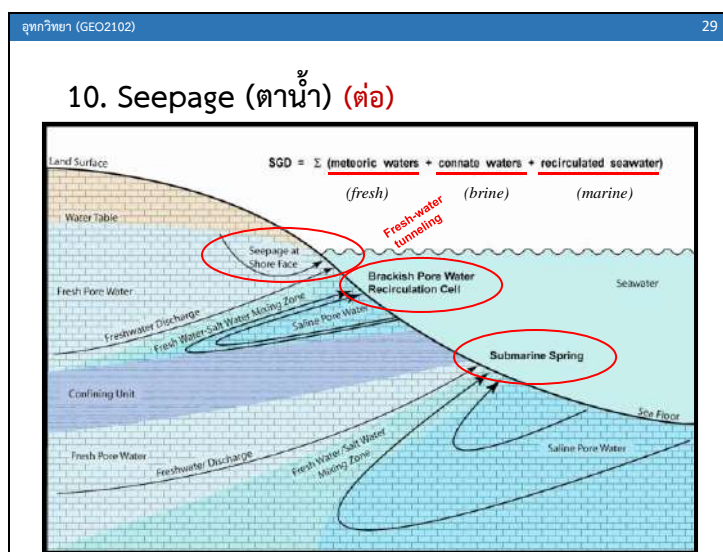 อุทกวิทยา (GEO2102)
29
10. Seepage (ตาน้ำ) (ต่อ)
Land Surface
SGD = Σ (meteoric waters + connate waters + recirculated seawater)
(fresh) (brine) (marine)
Water Table
Fresh-water
tunneling
Seepage at
Shore Face
Brackish Pore Water
Recirculation Cell
Seawater
Fresh Pore Water
Freshwater Discharge
Fresh Water-Salt Water Mixing Zone
Saline Pore Water
Submarine Spring
Confining Unit
Sea Floor
Fresh Pore Water
Freshwater Discharge
Fresh Water/Salt Water
Mixing Zone
Saline Pore Water